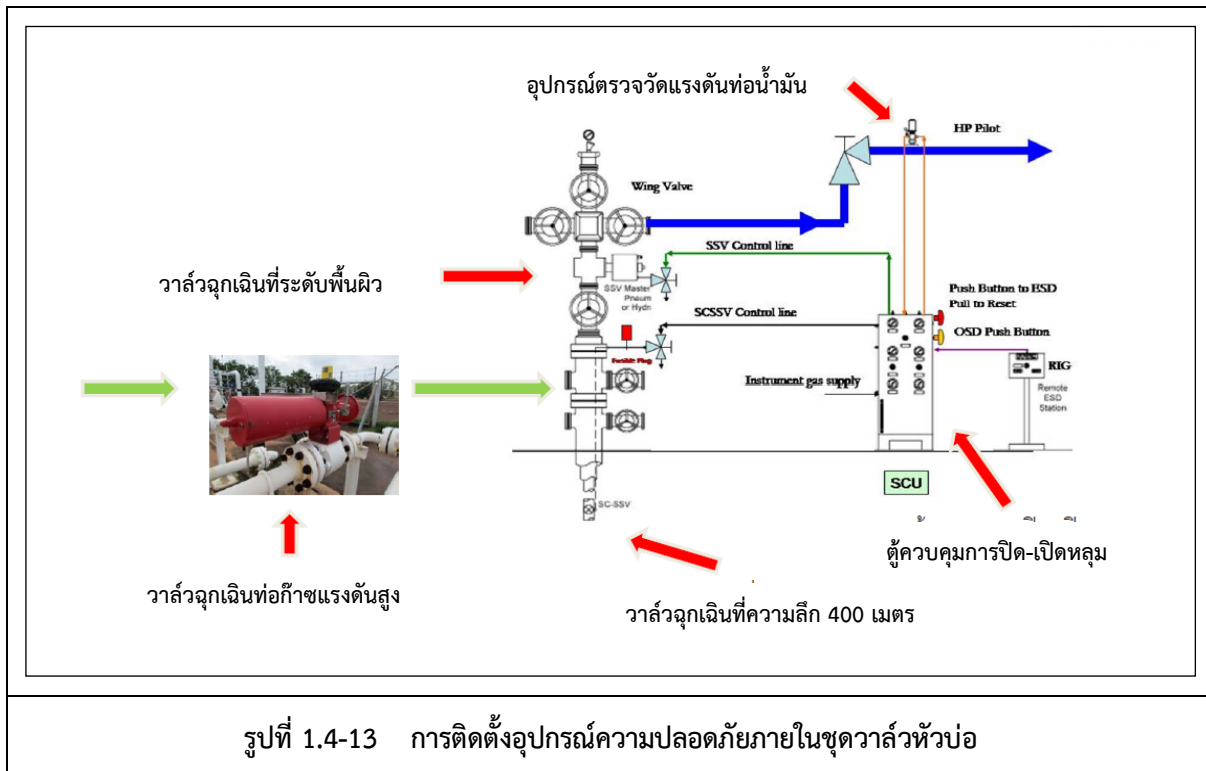 อุปกรณ์ตรวจวัดแรงดันท่อน้ำมัน
HP Pilot
Wing Valve
SSV Control line
วาล์วฉุกเฉินที่ระดับพื้นผิว
SSV Master
Pneum
or Hydn
Push Button to ESD
Pull to Reset
SCSSV Control line
OSD Push Button
Fusible Plug
RIG
Instrument gas supply
Remote
ESD
Station
SCU
SC-SSV
ตู้ควบคุมการปิด-เปิดหลุม
วาล์วฉุกเฉินท่อก๊าซแรงดันสูง
วาล์วฉุกเฉินที่ความลึก 400 เมตร
รูปที่ 1.4-13 การติดตั้งอุปกรณ์ความปลอดภัยภายในชุดวาล์วหัวบ่อ